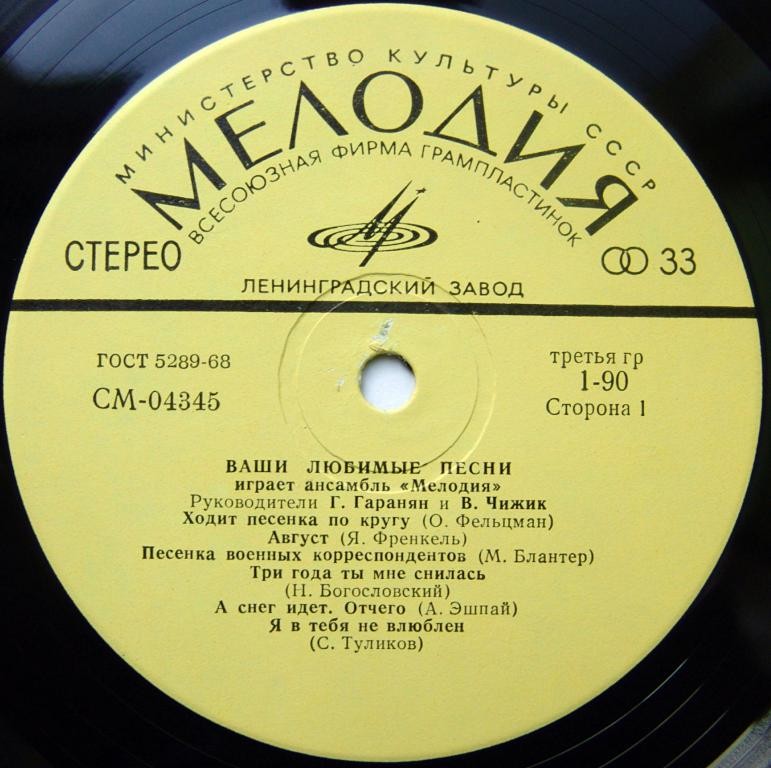 МИНИСТЕРСТВО КУЛЬТУРЫ СССР
МЕЛОДИЯ
ВСЕСОЮЗНАЯ ФИРМА ГРАМПЛАСТИНОК
СТЕРЕО
33
ЛЕНИНГРАДСКИЙ ЗАВОД
ГОСТ 5289-68
СМ-04345
третья гр
1-90
Сторона 1
ВАШИ ЛЮБИМЫЕ ПЕСНИ
играет ансамбль «Мелодия»
Руководители Г. Гаранян и В. Чижик
Ходит песенка по кругу (О. Фельцман)
Август (Я. Френкель)
Песенка военных корреспондентов (М. Блантер)
Три года ты мне снилась
(Н. Богословский)
А снег идет. Отчего (А. Эшпай)
Я в тебя не влюблен
(С. Туликов)